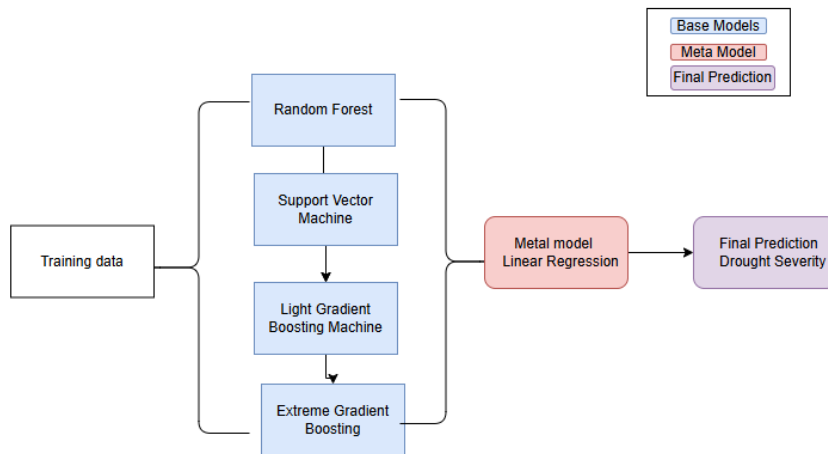 Base Models
Meta Model
Final Prediction
Random Forest
Support Vector
Machine
Training data
Metal model
Linear Regression
Final Prediction
Drought Severity
Light Gradient
Boosting Machine
Extreme Gradient
Boosting